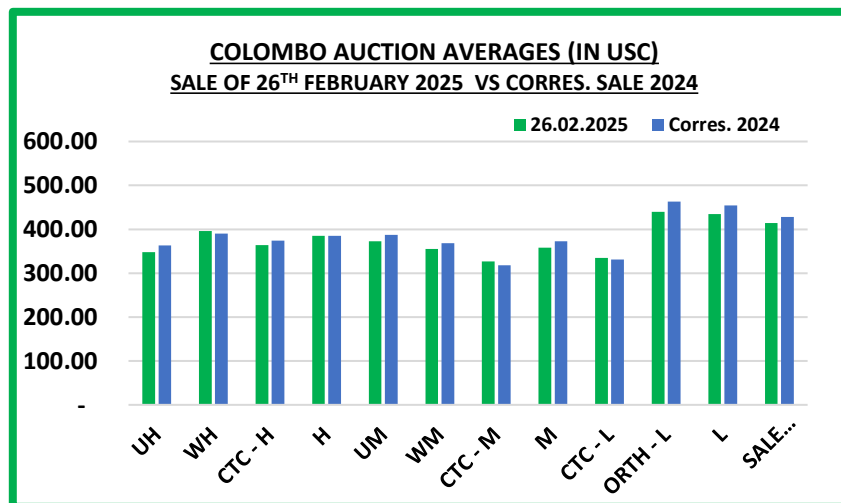 COLOMBO AUCTION AVERAGES (IN USC)
SALE OF 26TH FEBRUARY 2025 VS CORRES. SALE 2024
26.02.2025 Corres. 2024
600.00
500.00
400.00
300.00
200.00
100.00
-
UH WH CTC - H H UM WM CTC - M M CTC - L ORTH - L L SALE...